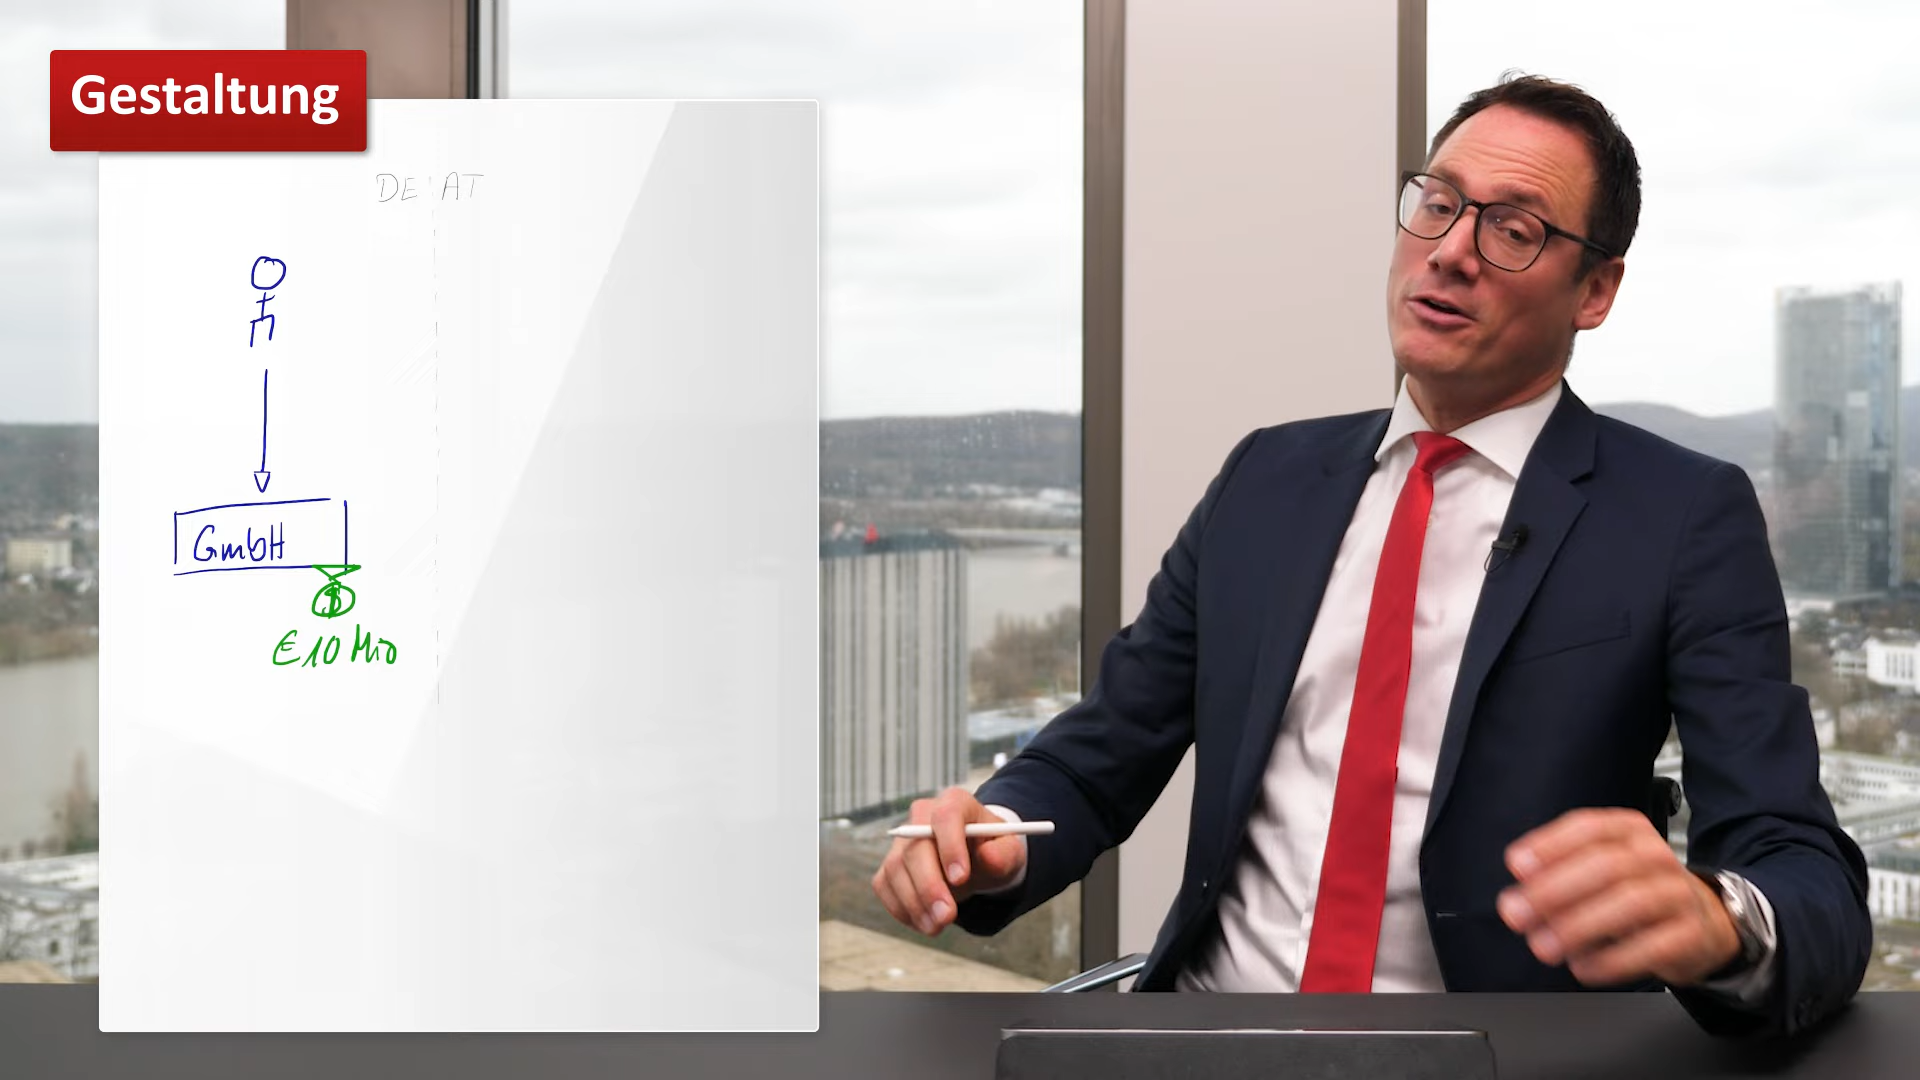 Gestaltung
DE AT
GmbH
$
€10 Mio